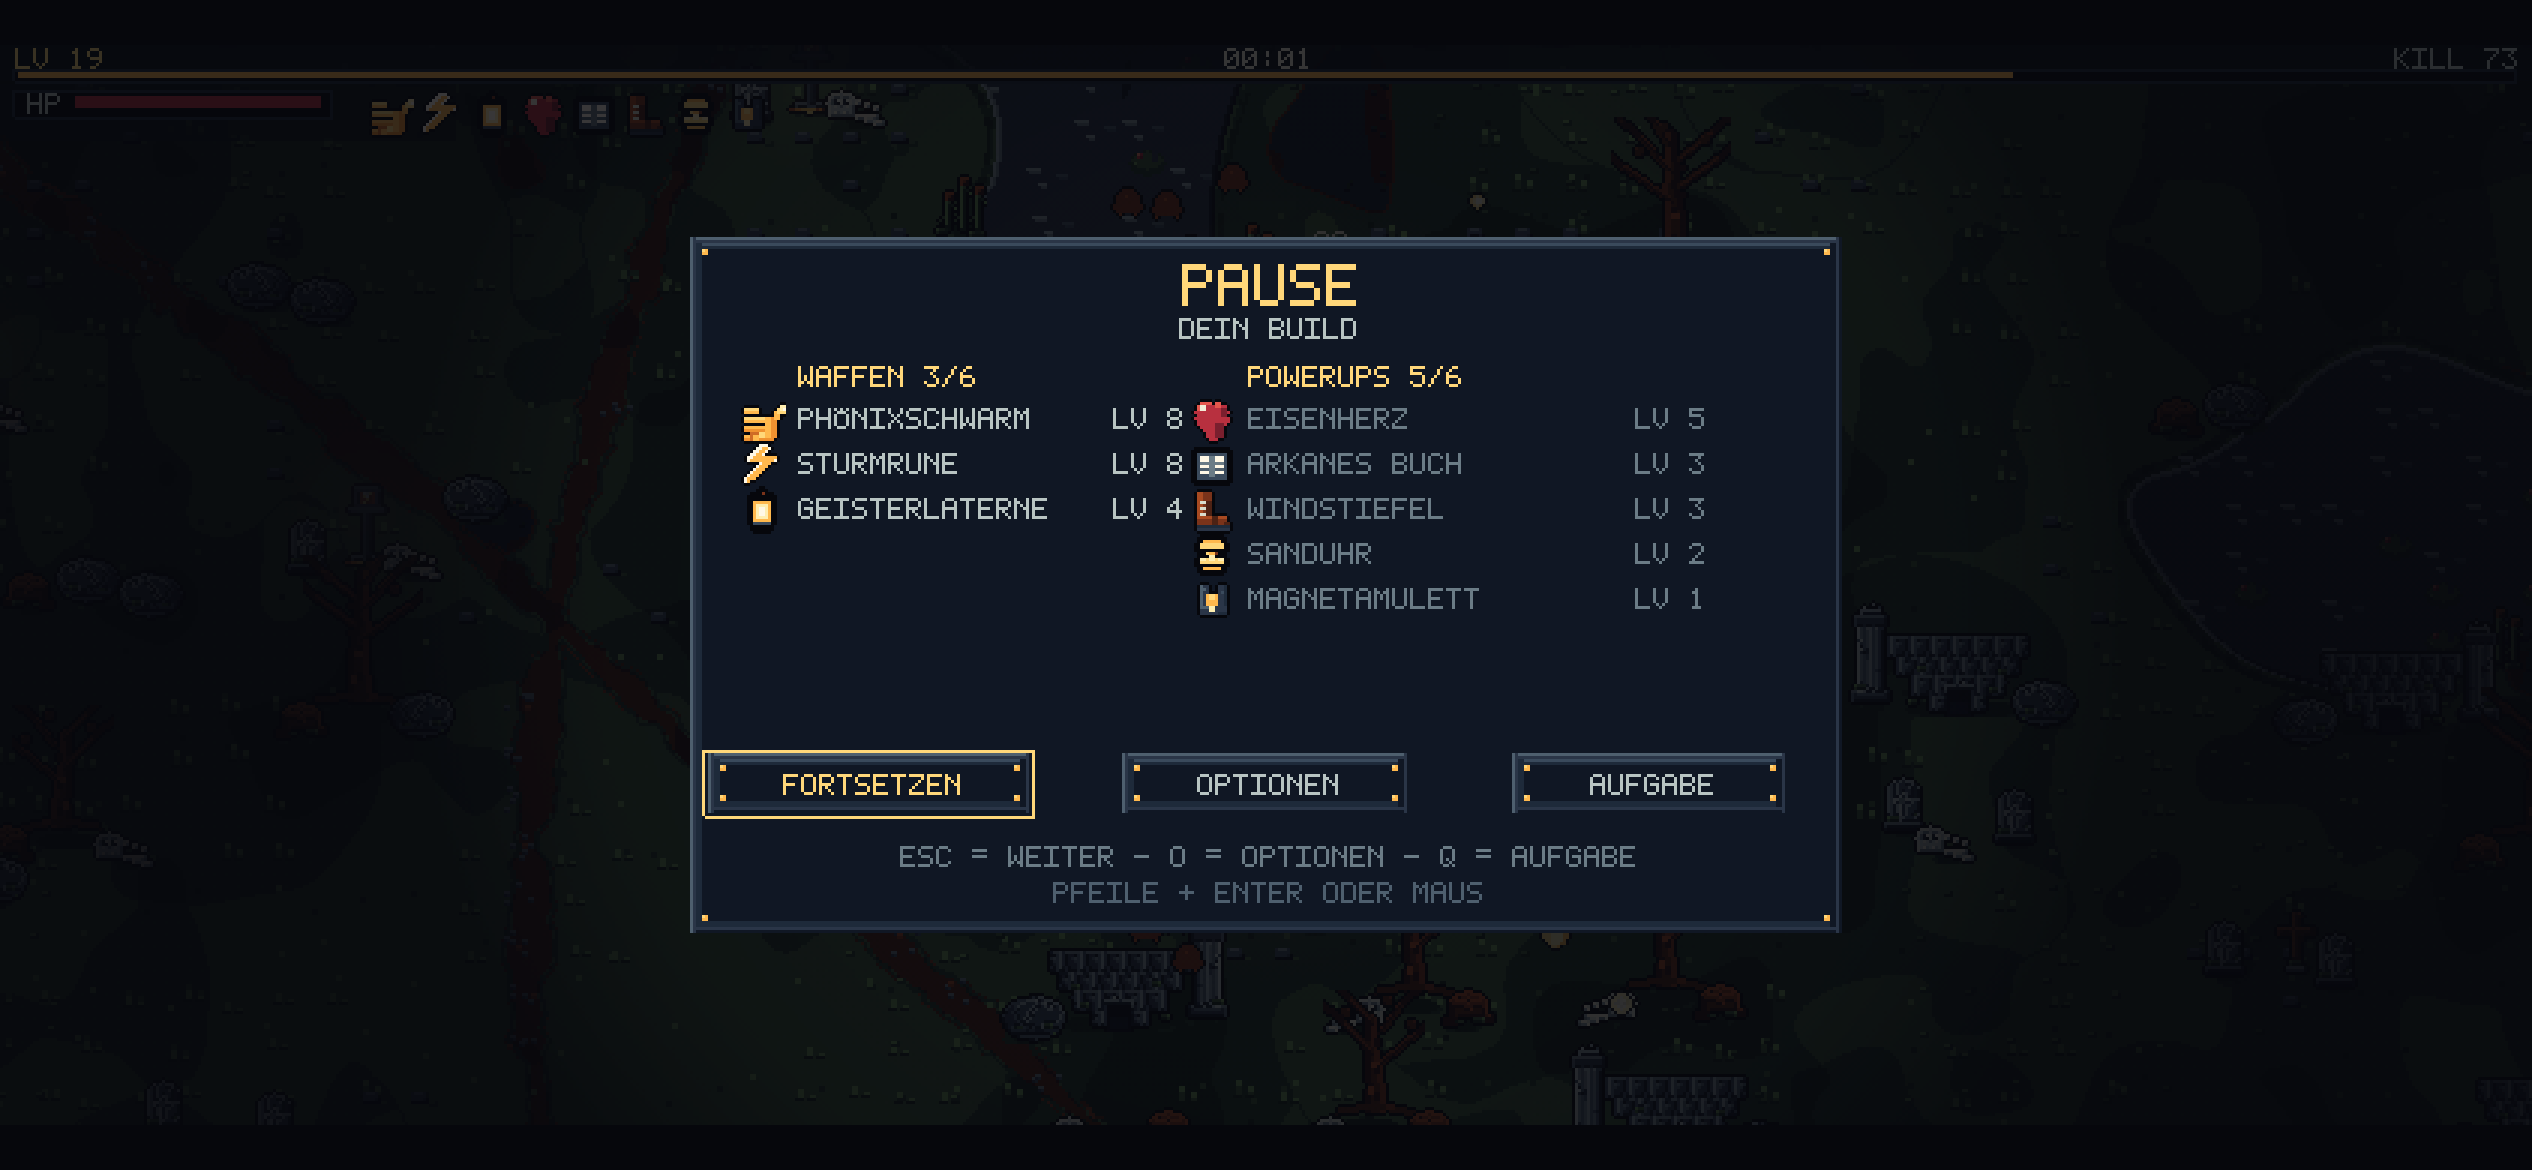 LV 19
00:01
KILL 73
HP
PAUSE
DEIN BUILD
WAFFEN 3/6
PHÖNIXSCHWARM LV 8
STURMRUNE LV 8
GEISTERLATERNE LV 4
POWERUPS 5/6
EISENHERZ LV 5
ARKANES BUCH LV 3
WINDSTIEFEL LV 3
SANDUHR LV 2
MAGNETAMULETT LV 1
FORTSETZEN
OPTIONEN
AUFGABE
ESC = WEITER - O = OPTIONEN - Q = AUFGABE
PFEILE + ENTER ODER MAUS